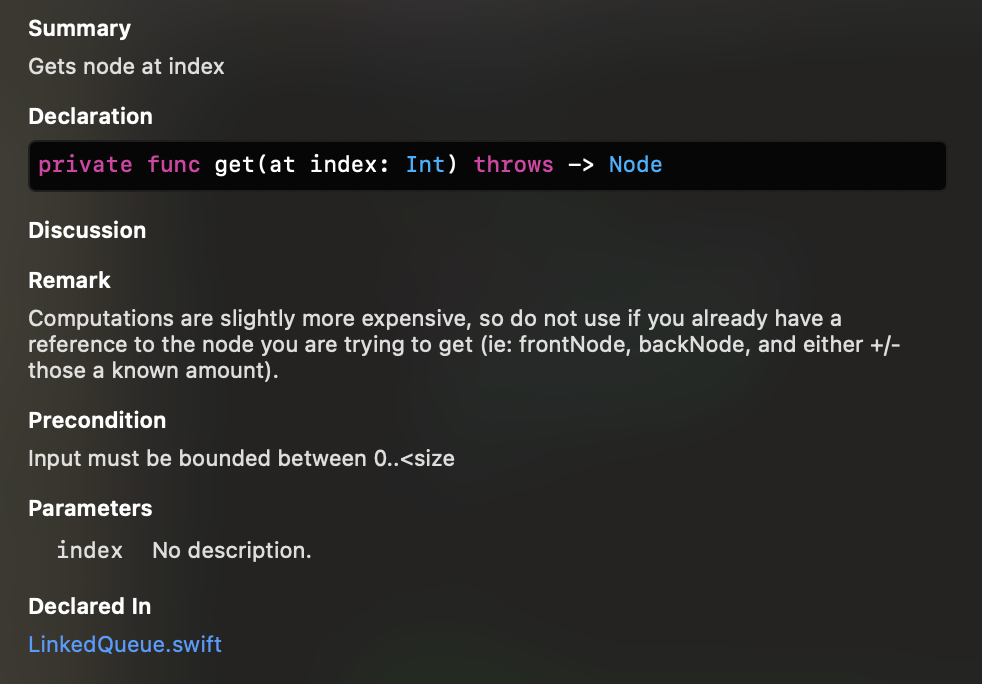 Summary
Gets node at index
Declaration
private func get(at index: Int) throws -> Node
Discussion
Remark
Computations are slightly more expensive, so do not use if you already have a
reference to the node you are trying to get (ie: frontNode, backNode, and either +/-
those a known amount).
Precondition
Input must be bounded between 0..<size
Parameters
index No description.
Declared In
LinkedQueue.swift